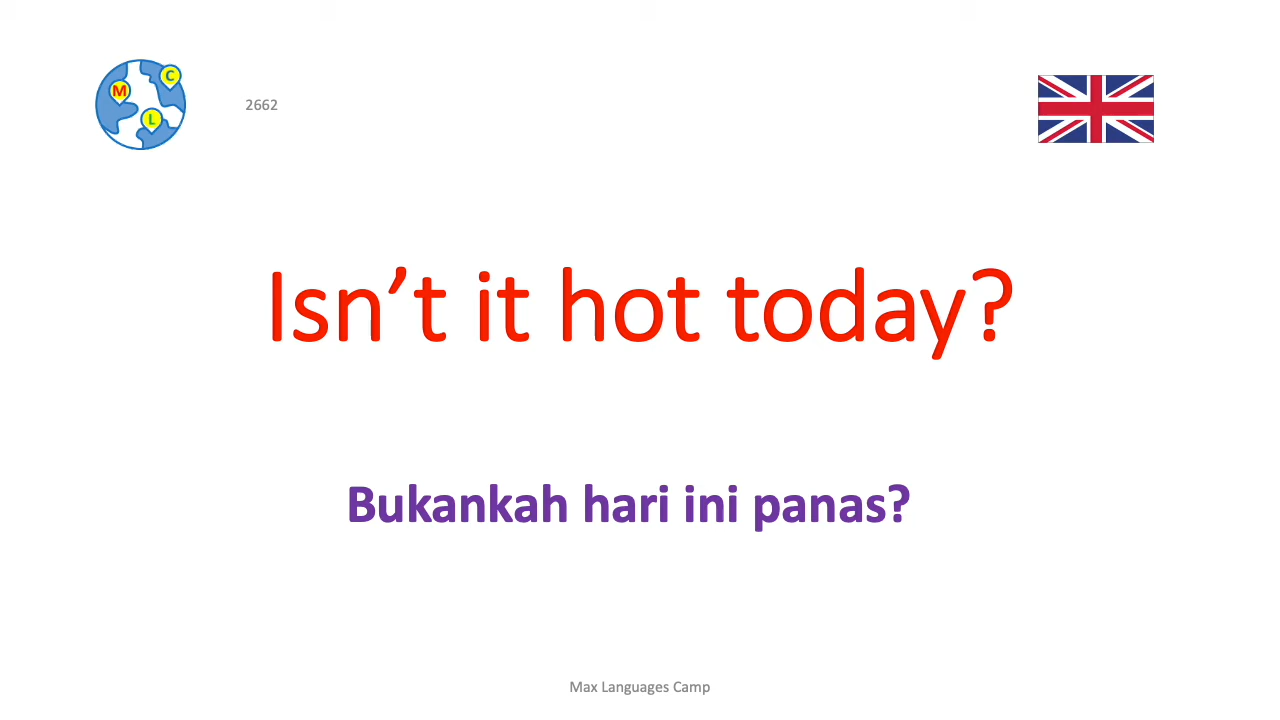 C
M
L
2662
Isn’t it hot today?
Bukankah hari ini panas?
Max Languages Camp